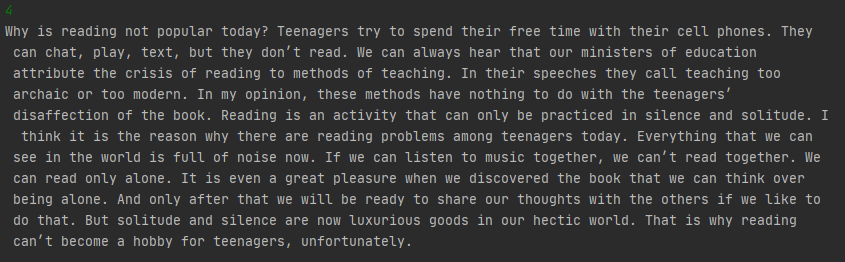 4
Why is reading not popular today? Teenagers try to spend their free time with their cell phones. They
can chat, play, text, but they don’t read. We can always hear that our ministers of education
attribute the crisis of reading to methods of teaching. In their speeches they call teaching too
archaic or too modern. In my opinion, these methods have nothing to do with the teenagers’
disaffection of the book. Reading is an activity that can only be practiced in silence and solitude. I
think it is the reason why there are reading problems among teenagers today. Everything that we can
see in the world is full of noise now. If we can listen to music together, we can’t read together. We
can read only alone. It is even a great pleasure when we discovered the book that we can think over
being alone. And only after that we will be ready to share our thoughts with the others if we like to
do that. But solitude and silence are now luxurious goods in our hectic world. That is why reading
can’t become a hobby for teenagers, unfortunately.